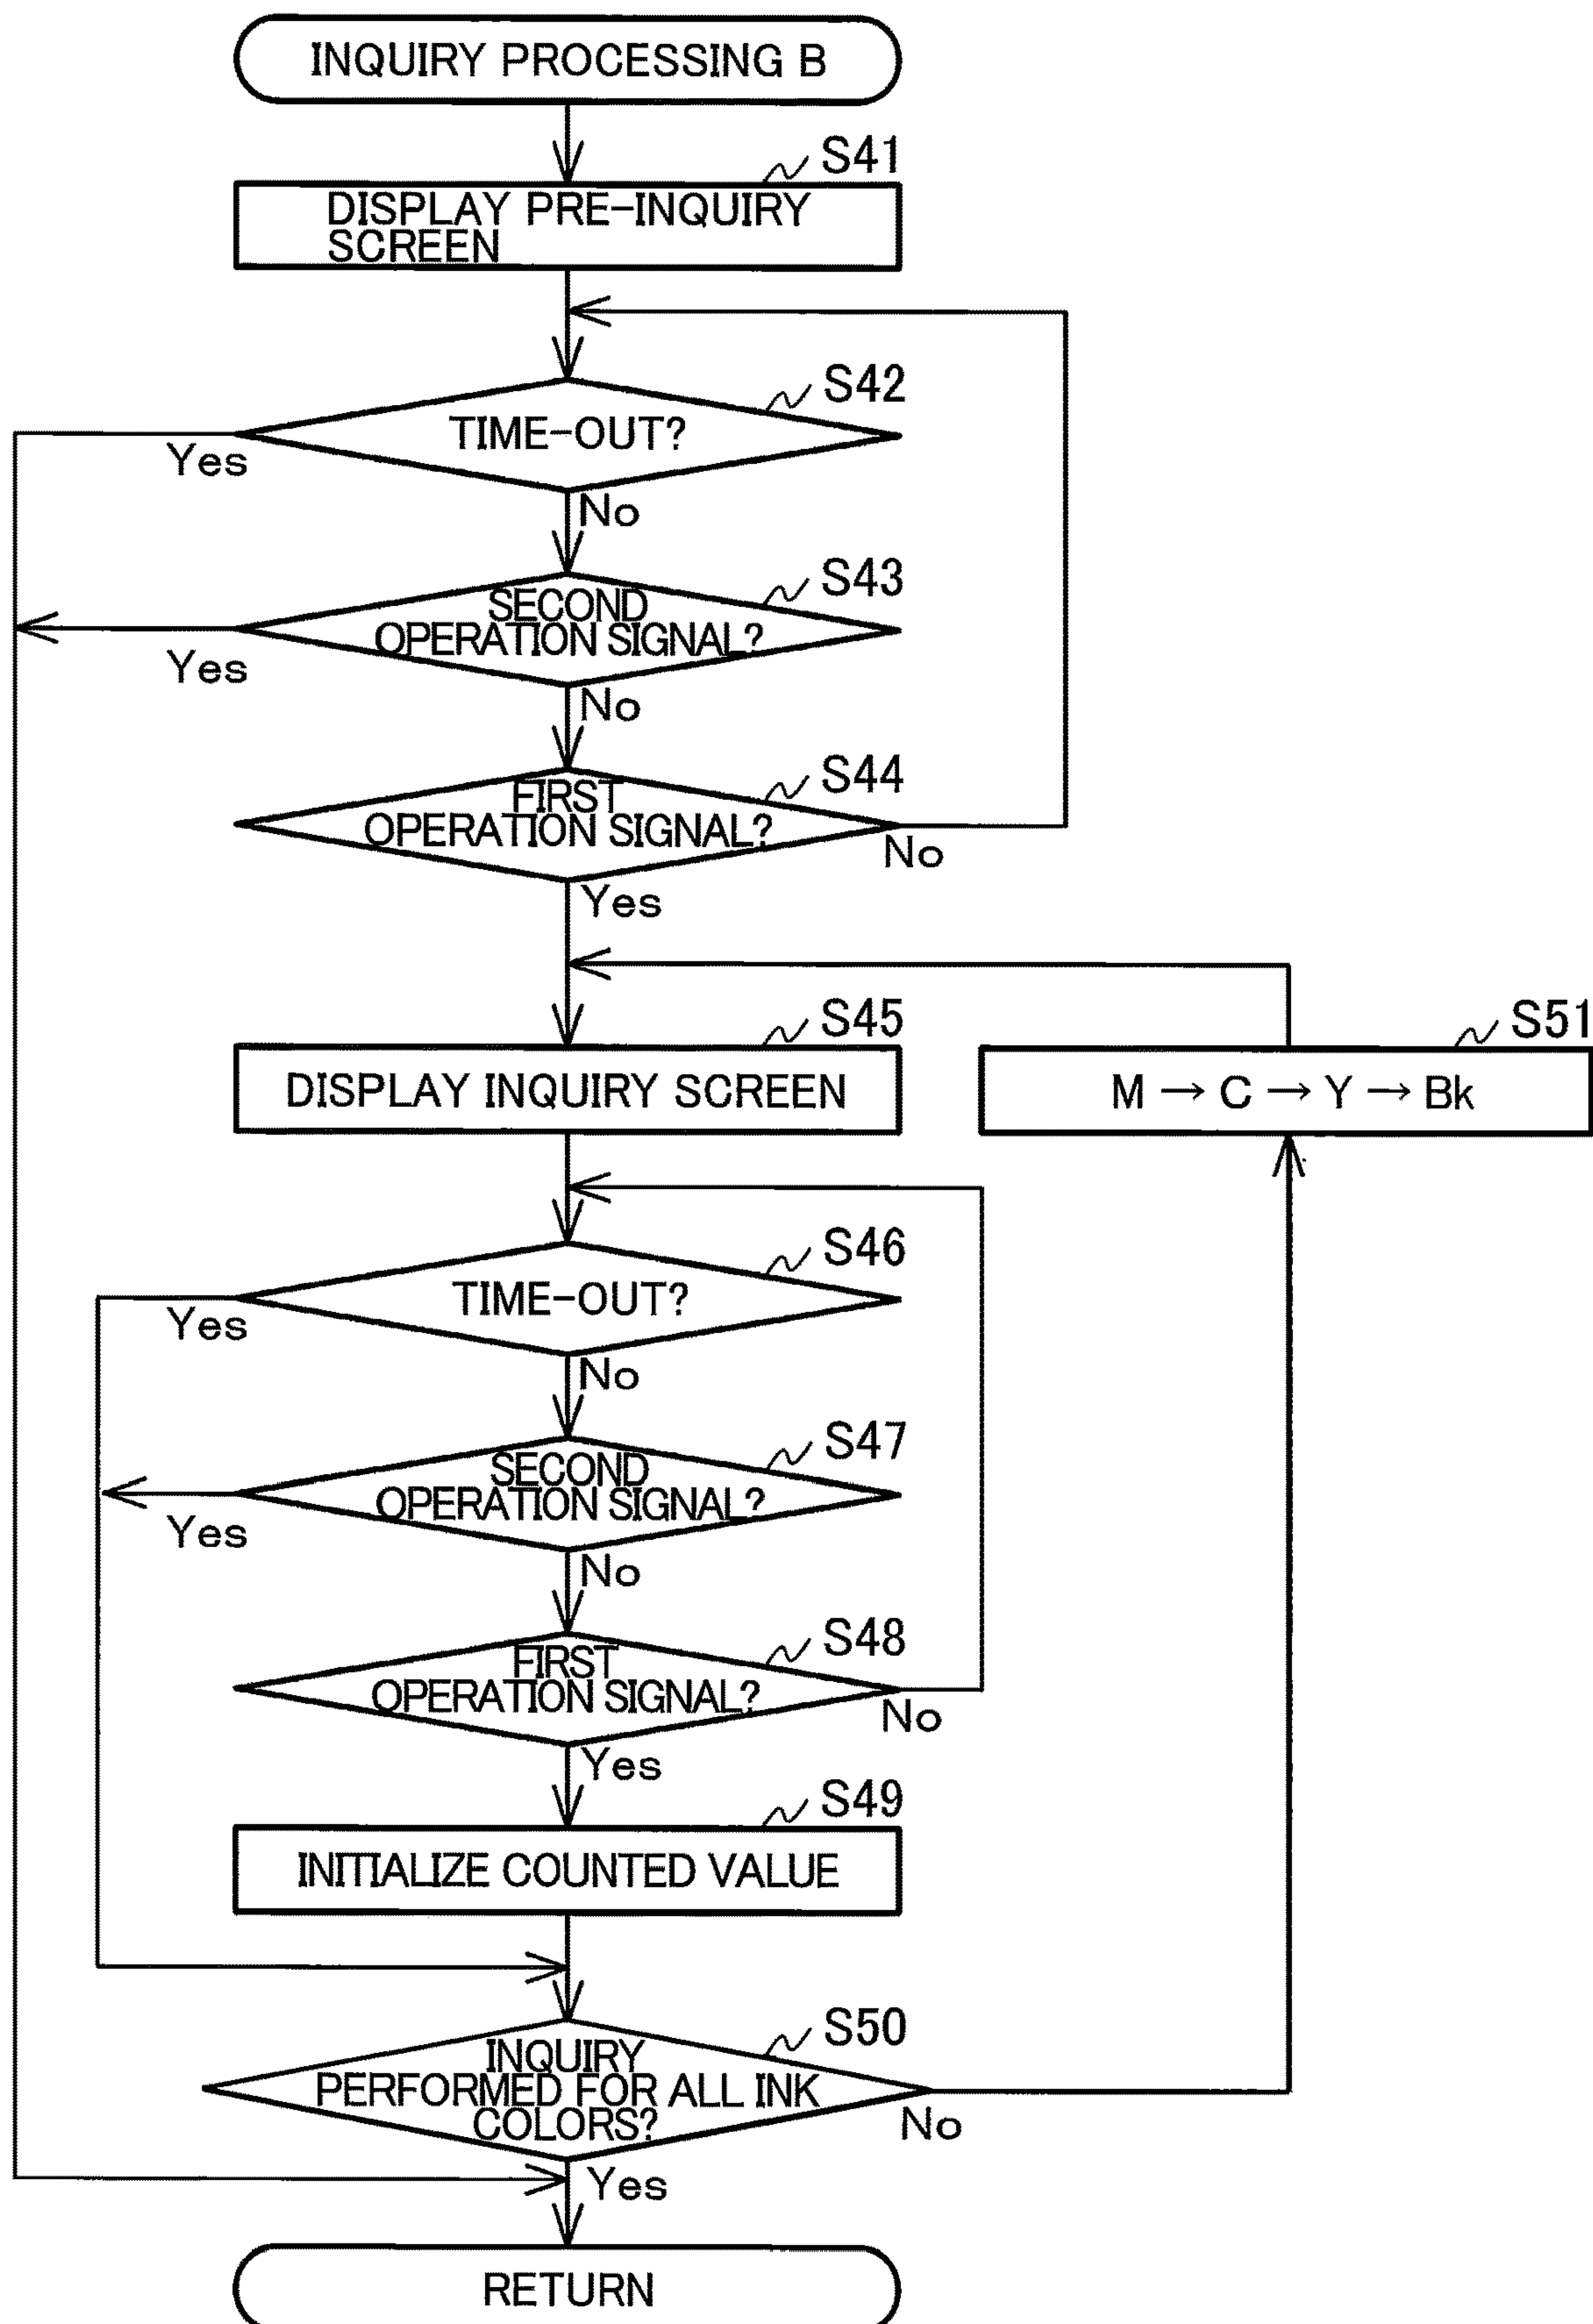 INQUIRY PROCESSING B
S41
DISPLAY PRE-INQUIRY
SCREEN
S42
TIME-OUT?
Yes
No
S43
SECOND
OPERATION SIGNAL?
Yes
No
S44
FIRST
OPERATION SIGNAL?
No
Yes
S45
DISPLAY INQUIRY SCREEN
S51
M → C → Y → Bk
S46
TIME-OUT?
Yes
No
S47
SECOND
OPERATION SIGNAL?
Yes
No
S48
FIRST
OPERATION SIGNAL?
No
Yes
S49
INITIALIZE COUNTED VALUE
S50
INQUIRY
PERFORMED FOR ALL INK
COLORS?
No
Yes
RETURN